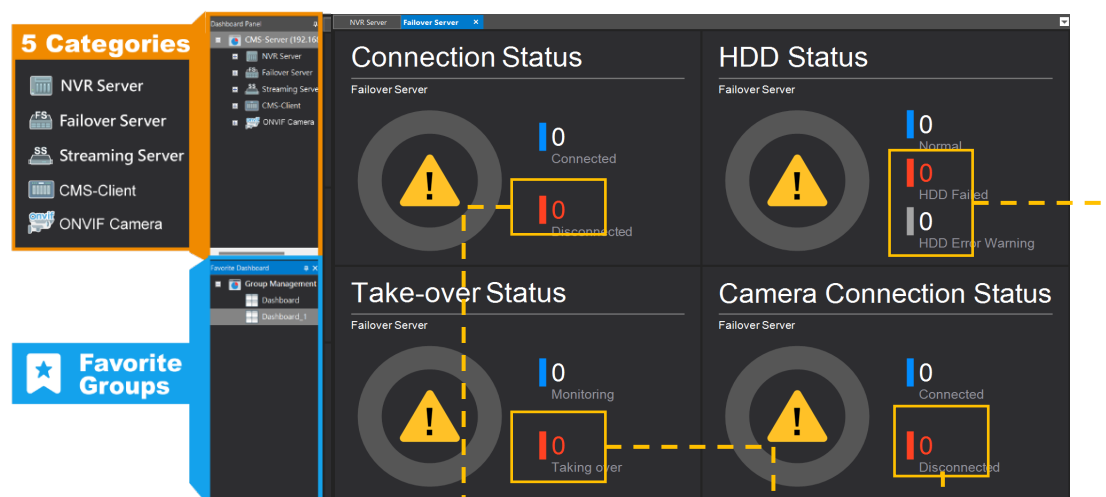 5 Categories
NVR Server
FS
Failover Server
SS
Streaming Server
CMS-Client
onvif
ONVIF Camera
Favorite
Groups
Dashboard Panel
CMS-Server (192.16
NVR Server
Failover Server
SS
Streaming Serve
CMS-Client
ONVIF Camera
Favorite Dashboard
Group Management
Dashboard
Dashboard_1
NVR Server
Failover Server
Connection Status
Failover Server
0
Connected
0
Disconnected
HDD Status
Failover Server
0
Normal
0
HDD Failed
0
HDD Error Warning
Take-over Status
Failover Server
0
Monitoring
0
Taking over
Camera Connection Status
Failover Server
0
Connected
0
Disconnected